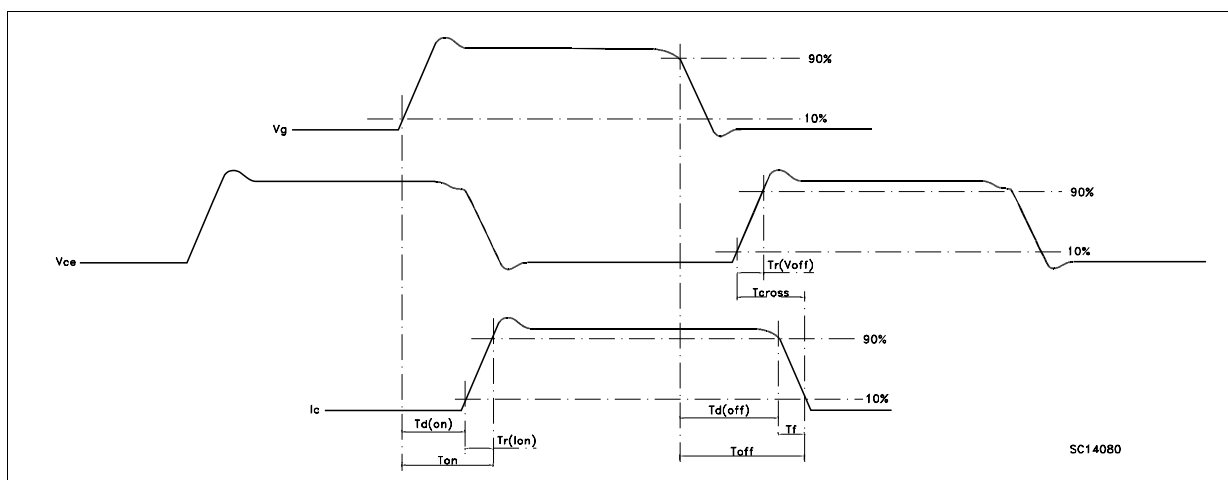 90%
10%
Vg
90%
10%
Vce
Tr(Voff)
Tcross
90%
10%
Ic
Td(on)
Td(off)
Tr(Ion)
Tf
Ton
Toff
SC14080